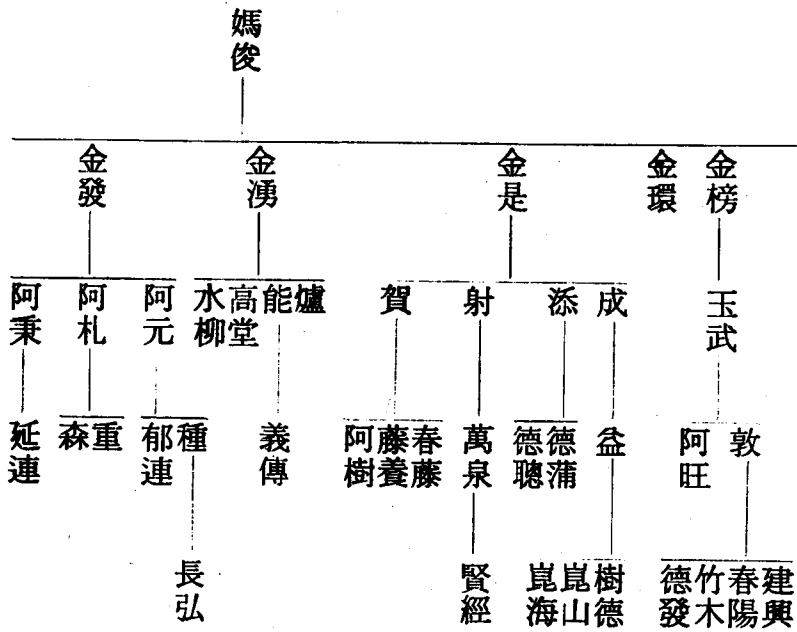 媽俊
金榜
金環
金是
金湧
金發
玉武
成
添
射
賀
爐
能
高堂
水柳
阿元
阿札
阿秉
敦
阿旺
益
德蒲
德聰
萬泉
春藤
藤養
阿樹
義傳
種
郁連
重
森
延連
建興
春陽
竹木
德發
樹德
崑山
崑海
賢經
長弘